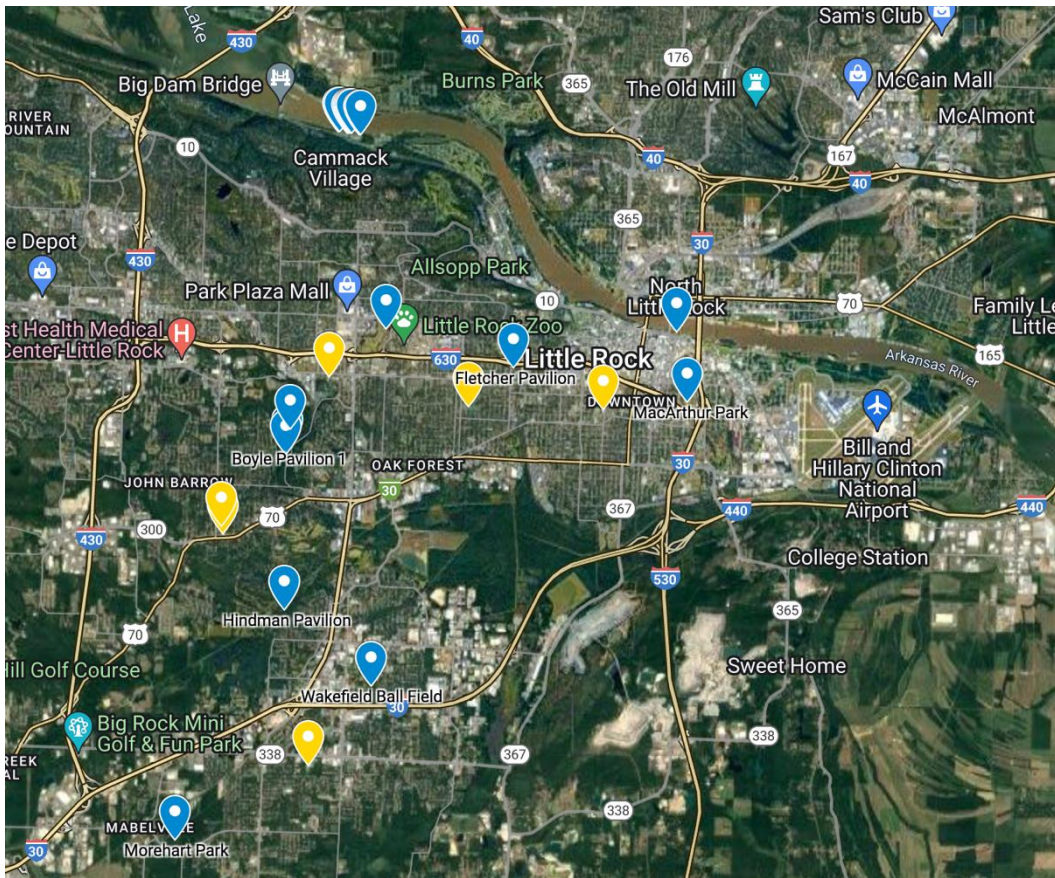 Lake
430
40
Sam's Club
176
Burns Park
365
Big Dam Bridge
The Old Mill
McCain Mall
RIVER
OUNTAIN
McAlmont
10
Cammack
Village
40
167
40
365
30
e Depot
430
Allsopp Park
Park Plaza Mall
10
North
Little Rock
70
Family Le
Little
st Health Medical
Center-Little Rock
Little Rock Zoo
630
Little Rock
165
Arkansas River
Fletcher Pavilion
DOWNTOWN
MacArthur Park
Bill and
Hillary Clinton
National
Airport
Boyle Pavilion 1
OAK FOREST
30
JOHN BARROW
30
70
367
440
440
300
430
College Station
530
365
Hindman Pavilion
70
Hill Golf Course
Sweet Home
Wakefield Ball Field
30
Big Rock Mini
Golf & Fun Park
338
367
338
REEK
AL
338
MABELVALE
Morehart Park
30